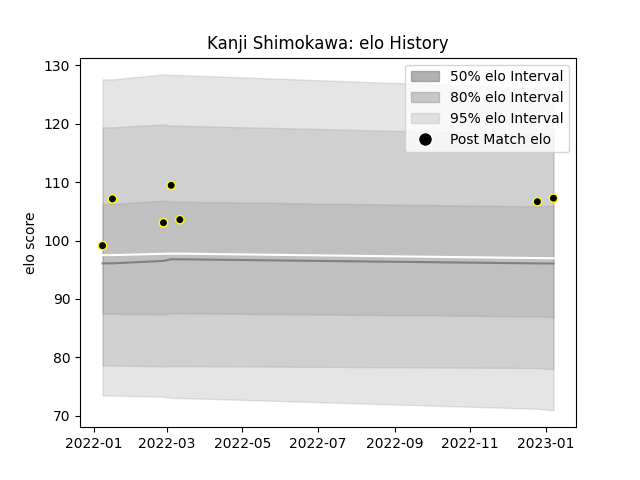 Kanji Shimokawa: elo History
130
120
110
100
90
80
70
elo score
50% elo Interval
80% elo Interval
95% elo Interval
Post Match elo
2022-01 2022-03 2022-05 2022-07 2022-09 2022-11 2023-01